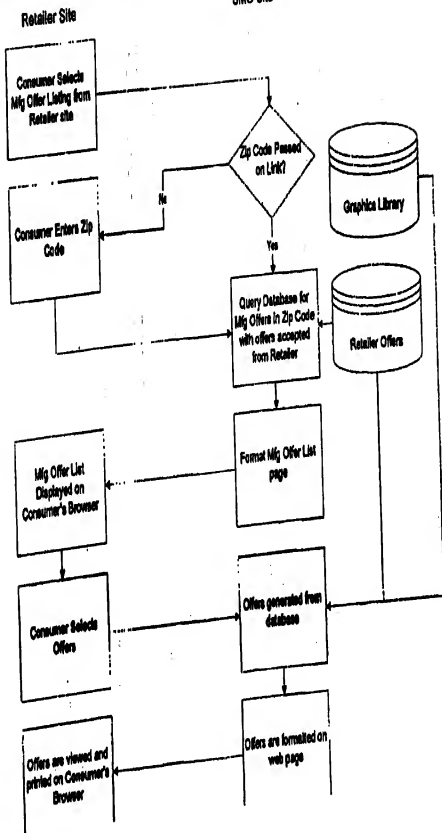 Retailer Site
Consumer Selects
Mfg Offer Listing from
Retailer site
Zip Code Passed
on Link?
Graphics Library
No
Consumer Enters Zip
Code
Yes
Query Database for
Mfg Offers in Zip Code
with offers accepted
from Retailer
Retailer Offers
Mfg Offer List
Displayed on
Consumer's Browser
Format Mfg Offer List
page
Consumer Selects
Offers
Offers generated from
database
Offers are viewed and
printed on Consumer's
Browser
Offers are formatted on
web page